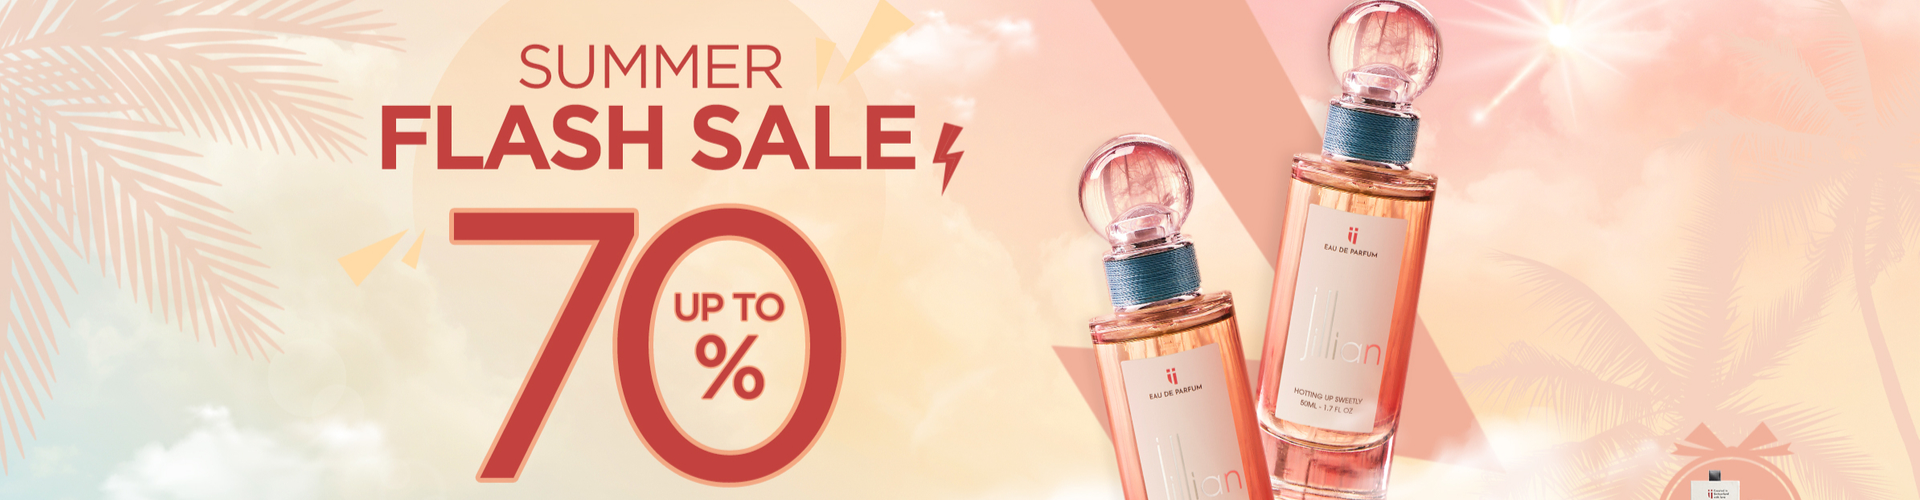 SUMMER
FLASH SALE
70
UP TO
%
EAU DE PARFUM
jillian
HOTTING UP SWEETLY
50ML - 1.7 FL OZ
EAU DE PARFUM
jillian